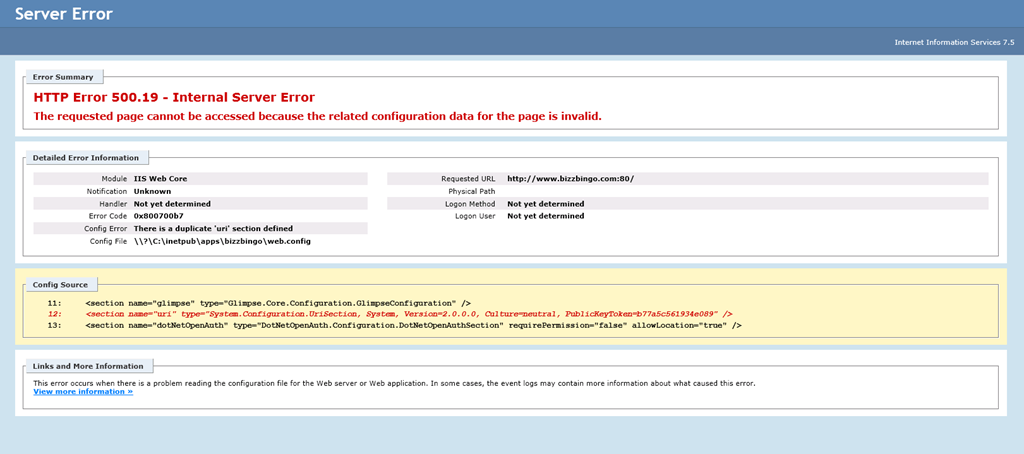 Server Error
Internet Information Services 7.5
Error Summary
HTTP Error 500.19 - Internal Server Error
The requested page cannot be accessed because the related configuration data for the page is invalid.
Detailed Error Information
Module IIS Web Core
Notification Unknown
Handler Not yet determined
Error Code 0x800700b7
Config Error There is a duplicate 'uri' section defined
Config File \\?\C:\inetpub\apps\bizzbingo\web.config
Requested URL http://www.bizzbingo.com:80/
Physical Path
Logon Method Not yet determined
Logon User Not yet determined
Config Source
11: <section name="glimpse" type="Glimpse.Core.Configuration.GlimpseConfiguration" />
12: <section name="uri" type="System.Configuration.UriSection, System, Version=2.0.0.0, Culture=neutral, PublicKeyToken=b77a5c561934e089" />
13: <section name="dotNetOpenAuth" type="DotNetOpenAuth.Configuration.DotNetOpenAuthSection" requirePermission="false" allowLocation="true" />
Links and More Information
This error occurs when there is a problem reading the configuration file for the Web server or Web application. In some cases, the event logs may contain more information about what caused this error.
View more information »